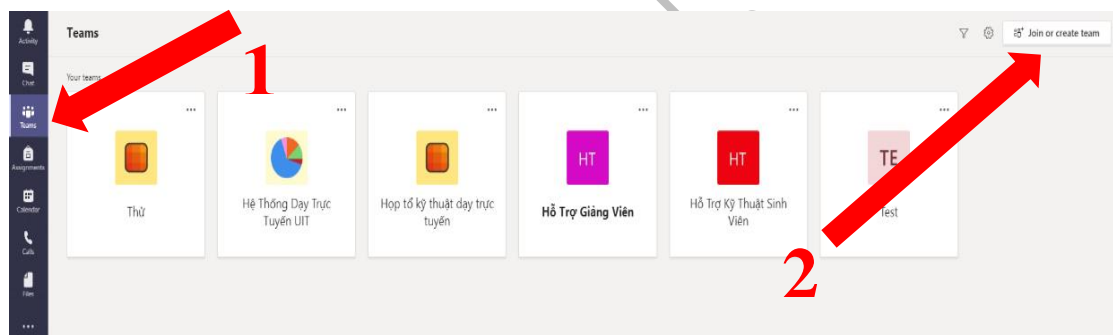 Activity
Chat
Teams
Assignments
Calendar
Calls
Files
...
Teams
Join or create team
1
Your teams
Thử
Hệ Thống Dạy Trực
Tuyến UIT
Họp tổ kỹ thuật dạy trực
tuyến
HT
Hỗ Trợ Giảng Viên
HT
Hỗ Trợ Kỹ Thuật Sinh
Viên
TE
Test
2